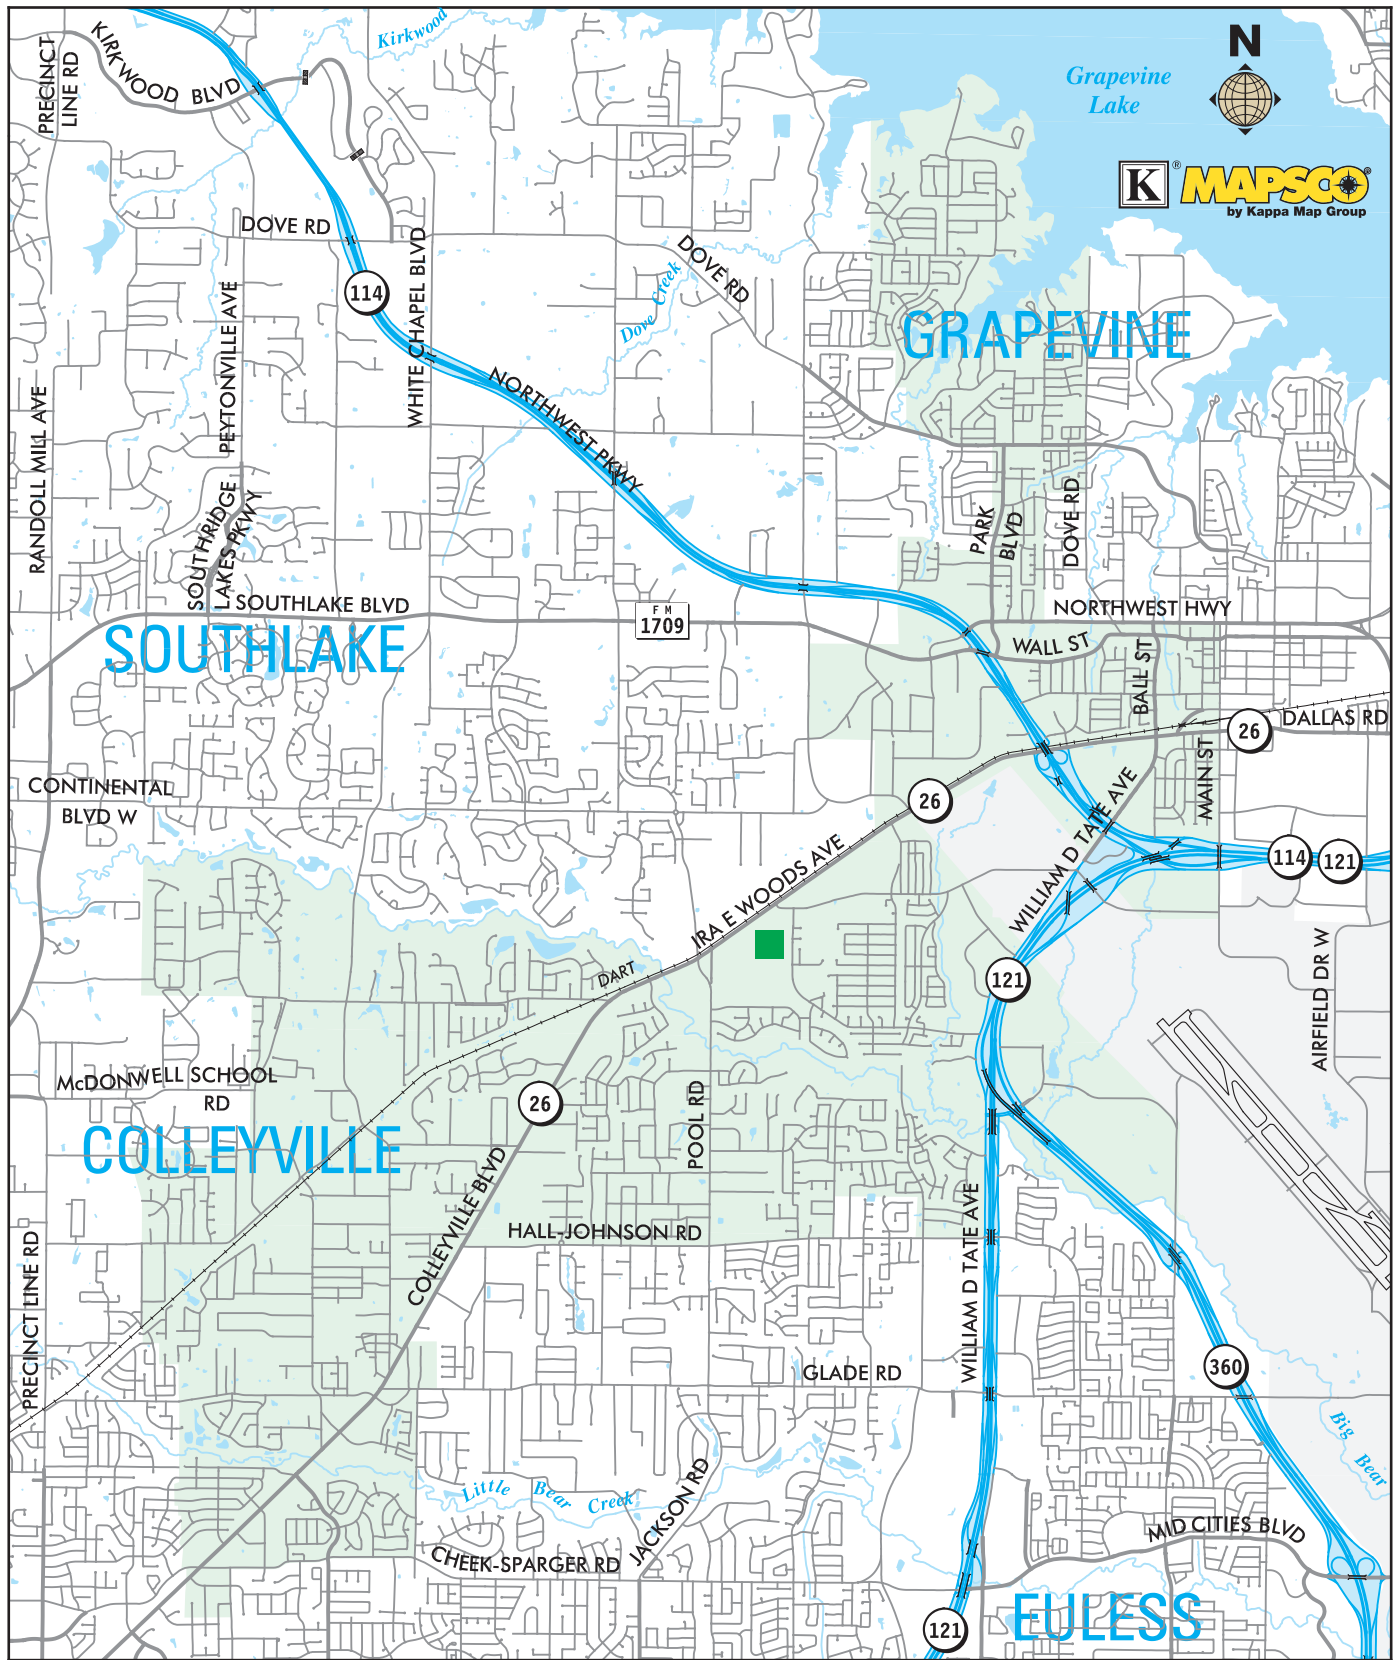 Kirkwood
PRECINCT
LINE RD
KIRKWOOD BLVD
N
Grapevine
Lake
K®
MAPSCO®
by Kappa Map Group
DOVE RD
DOVE RD
114
WHITE CHAPEL BLVD
PEYTONVILLE AVE
Dove Creek
GRAPEVINE
NORTHWEST PKWY
RANDOLL MILL AVE
SOUTHRIDGE
LAKES PKWY
PARK
BLVD
DOVE RD
SOUTHLAKE BLVD
FM
1709
NORTHWEST HWY
SOUTHLAKE
WALL ST
BALL ST
26
DALLAS RD
MAIN ST
CONTINENTAL
BLVD W
26
WILLIAM D TATE AVE
114
121
IRA E WOODS AVE
DART
121
AIRFIELD DR W
McDONWELL SCHOOL
RD
26
POOL RD
COLLEYVILLE
COLLEYVILLE BLVD
HALL-JOHNSON RD
WILLIAM D TATE AVE
PRECINCT LINE RD
GLADE RD
360
Big Bear
Little Bear Creek
JACKSON RD
MID CITIES BLVD
CHEEK-SPARGER RD
EULESS
121